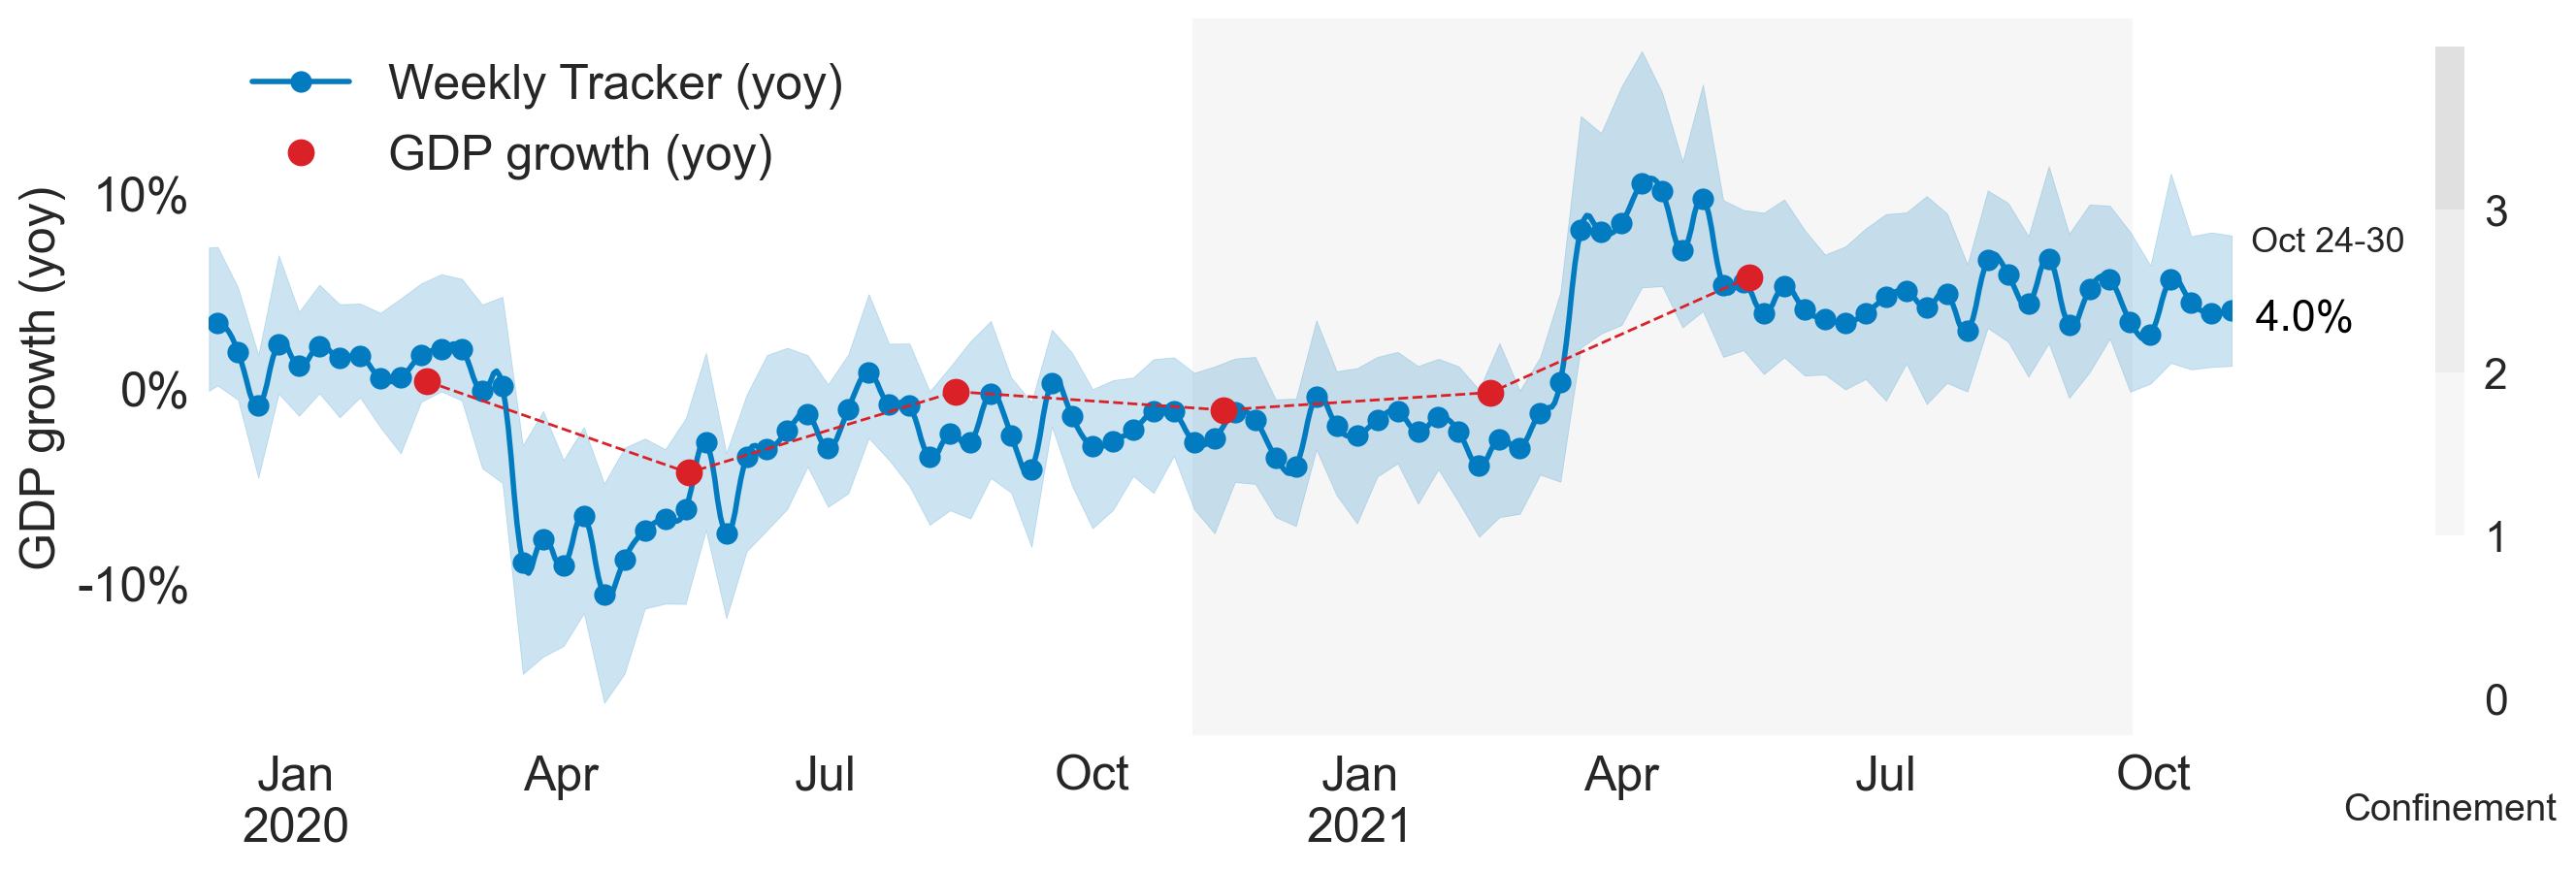 Weekly Tracker (yoy)
GDP growth (yoy)
GDP growth (yoy)
10%
0%
-10%
Jan
2020
Apr
Jul
Oct
Jan
2021
Apr
Jul
Oct
Oct 24-30
4.0%
3
2
1
0
Confinement